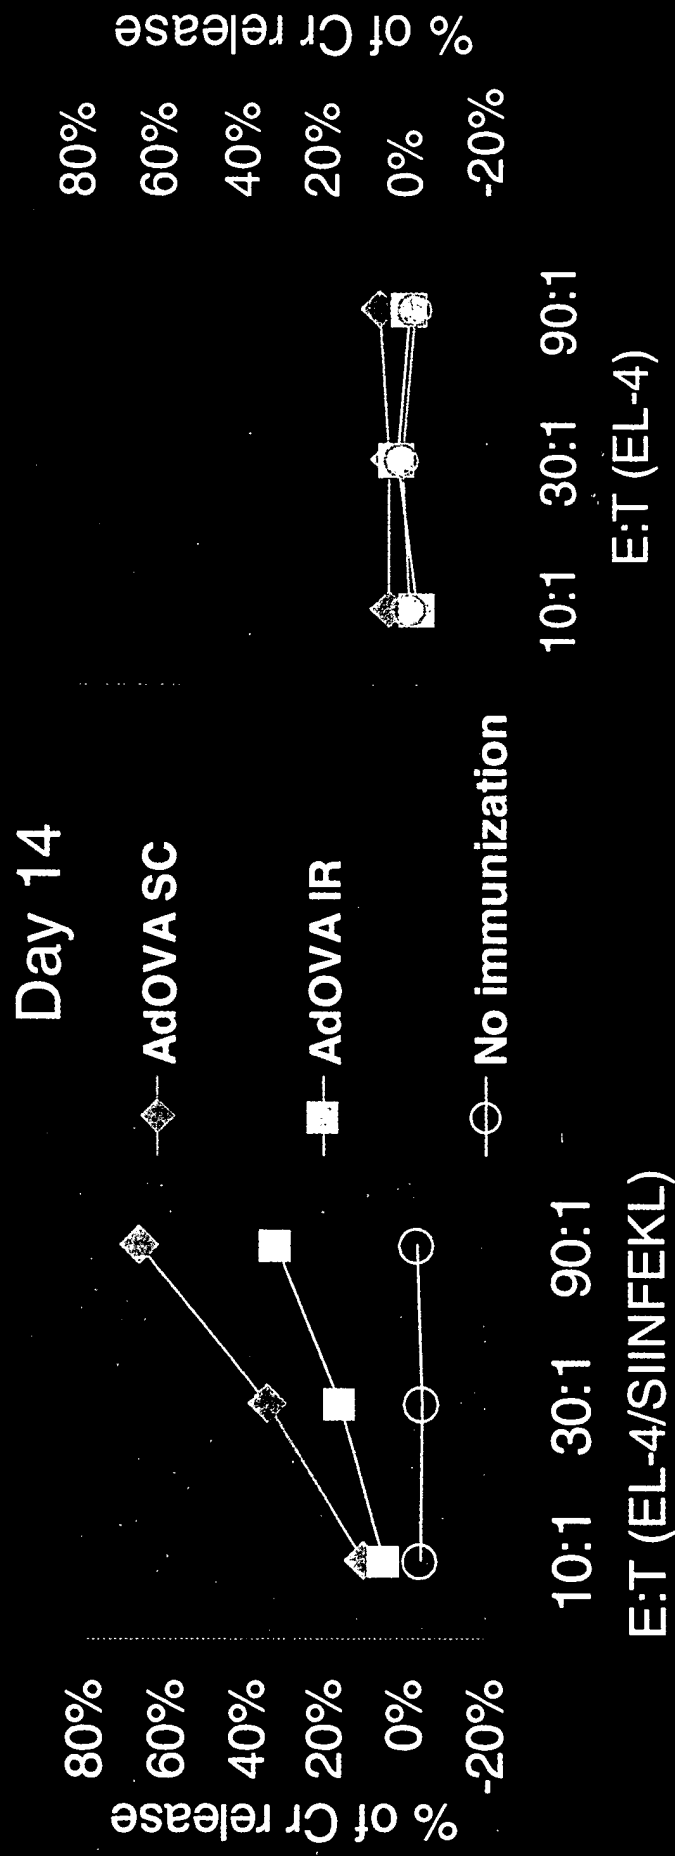 Day 14
% of Cr release
80%
60%
40%
20%
0%
-20%
10:1 30:1 90:1
E:T (EL-4/SIINFEKL)
AdOVA SC
AdOVA IR
No immunization
10:1 30:1 90:1
E:T (EL-4)
80%
60%
40%
20%
0%
-20%
% of Cr release